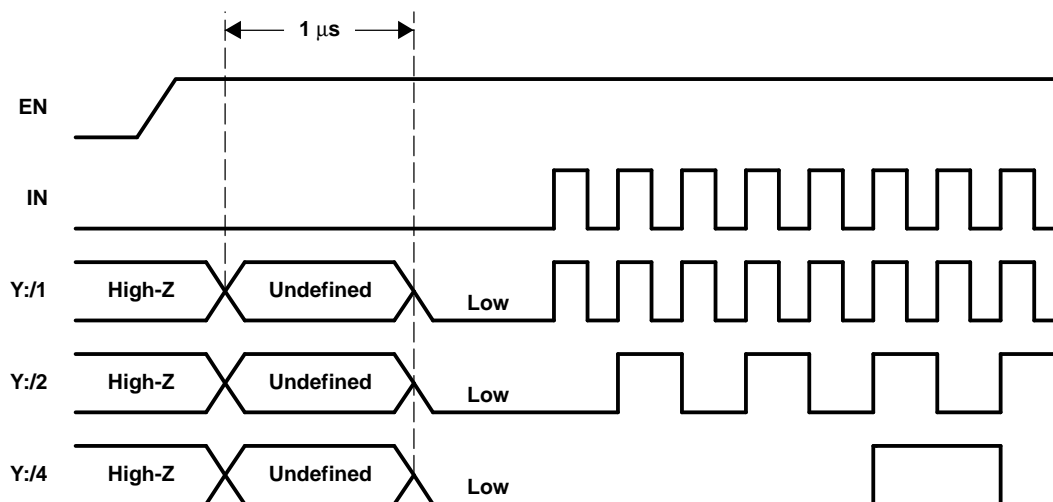 1 μs
EN
IN
Y:/1 High-Z Undefined Low
Y:/2 High-Z Undefined Low
Y:/4 High-Z Undefined Low